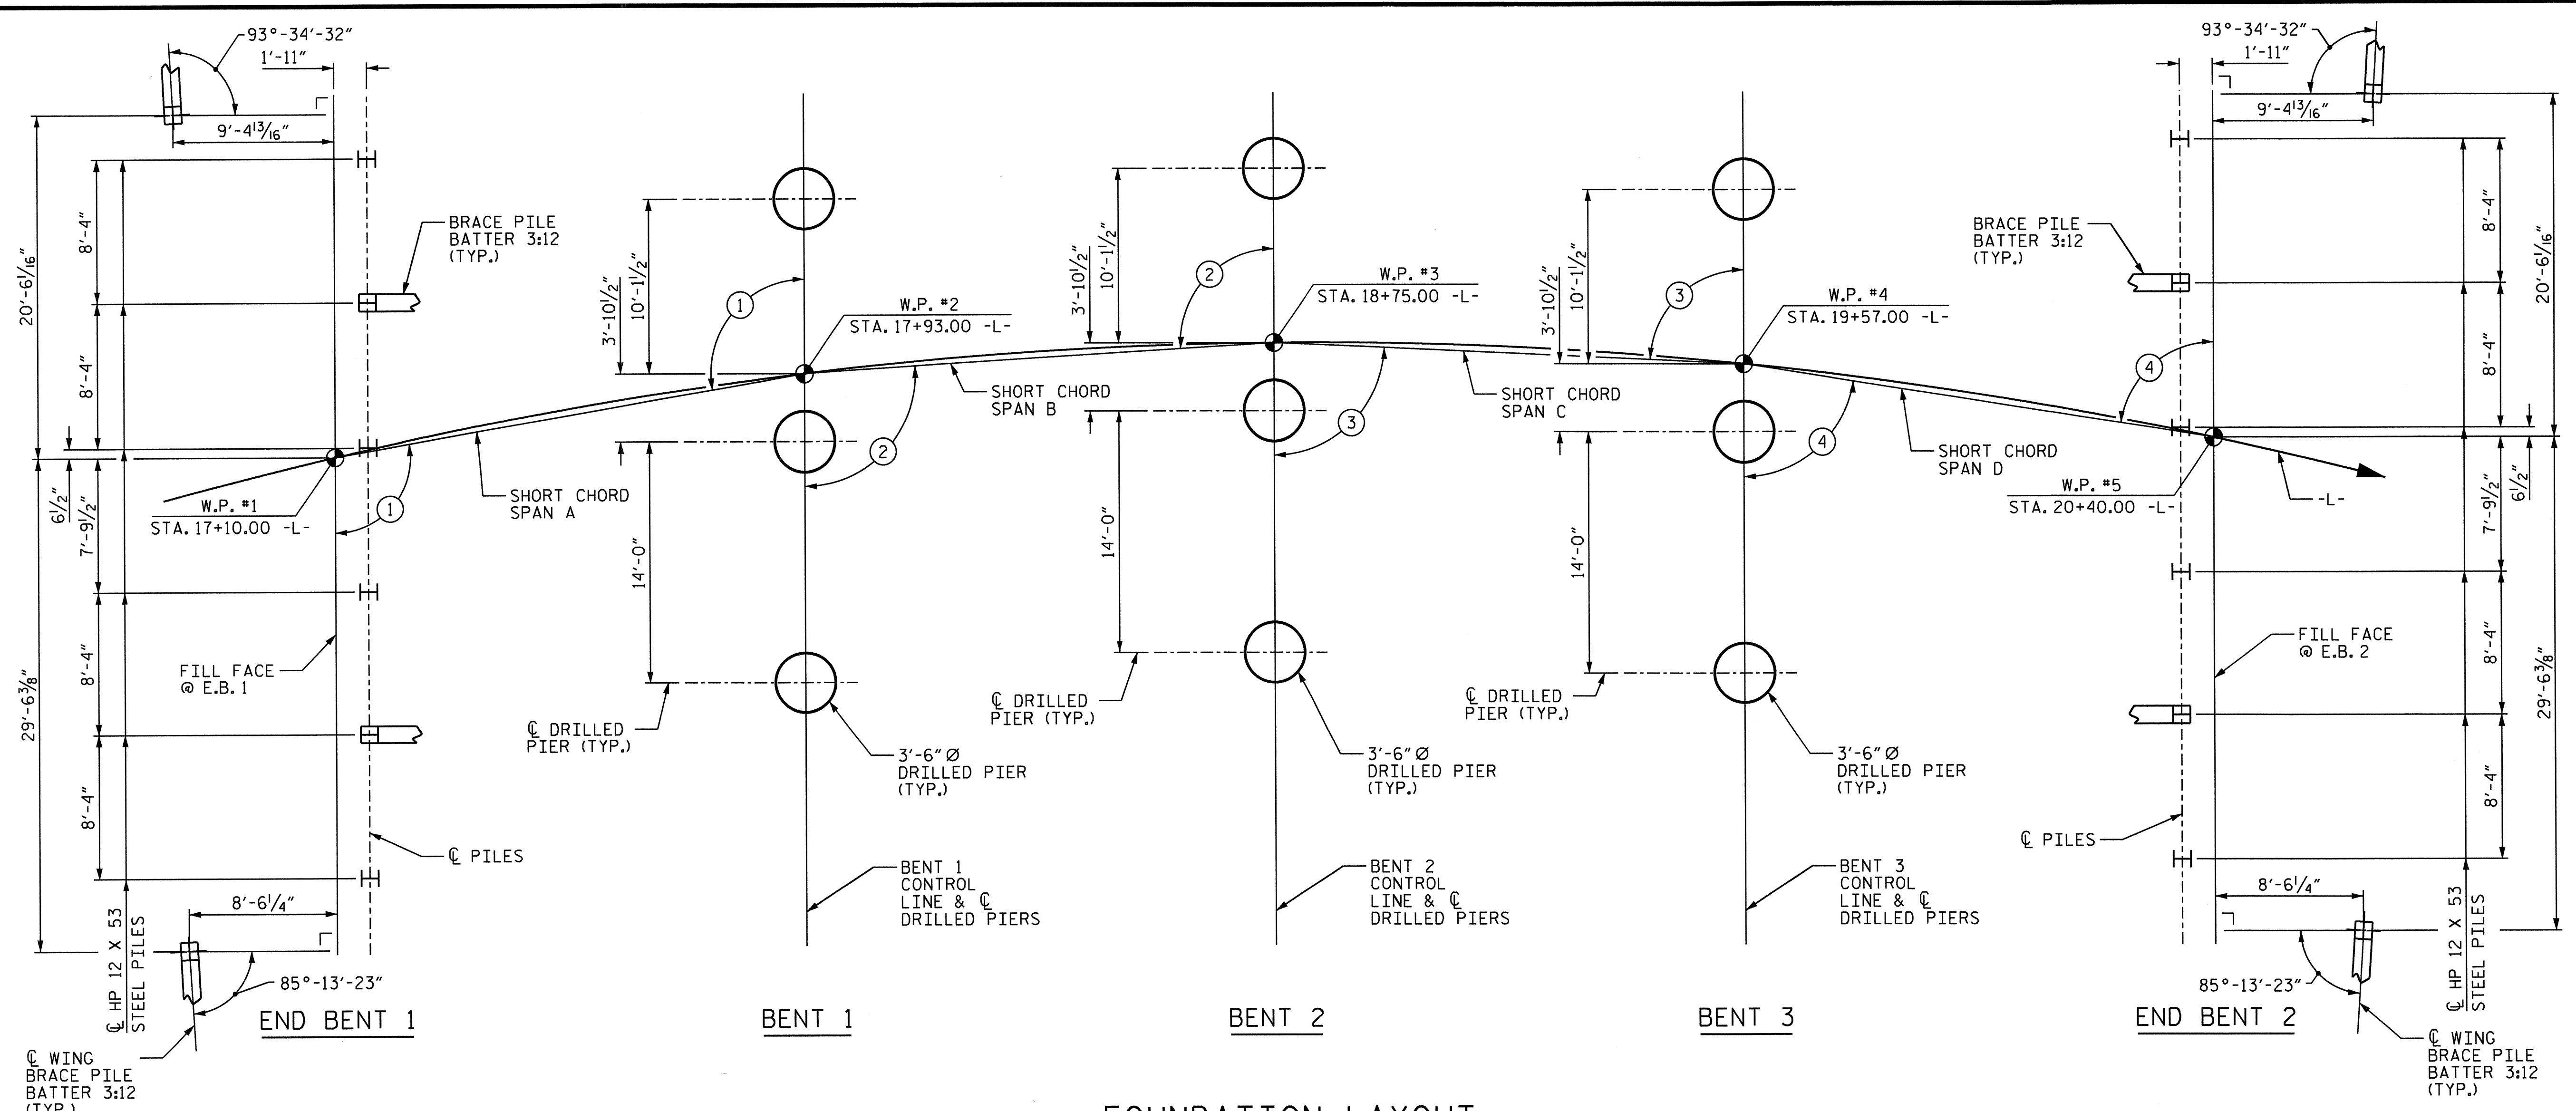 93°-34'-32"
1'-11"
9'-4 13/16"
20'-6 1/16"
8'-4"
8'-4"
6 1/2"
7'-9 1/2"
8'-4"
8'-4"
29'-6 3/8"
BRACE PILE
BATTER 3:12
(TYP.)
W.P. #1
STA. 17+10.00 -L-
1
1
SHORT CHORD
SPAN A
FILL FACE
@ E.B. 1
℄ PILES
8'-6 1/4"
85°-13'-23"
℄ HP 12 X 53
STEEL PILES
℄ WING
BRACE PILE
BATTER 3:12
(TYP.)
END BENT 1
3'-10 1/2"
10'-1 1/2"
W.P. #2
STA. 17+93.00 -L-
14'-0"
2
2
SHORT CHORD
SPAN B
℄ DRILLED
PIER (TYP.)
3'-6" Ø
DRILLED PIER
(TYP.)
BENT 1
CONTROL
LINE & ℄
DRILLED PIERS
BENT 1
3'-10 1/2"
10'-1 1/2"
W.P. #3
STA. 18+75.00 -L-
14'-0"
3
3
SHORT CHORD
SPAN C
℄ DRILLED
PIER (TYP.)
3'-6" Ø
DRILLED PIER
(TYP.)
BENT 2
CONTROL
LINE & ℄
DRILLED PIERS
BENT 2
3'-10 1/2"
10'-1 1/2"
W.P. #4
STA. 19+57.00 -L-
14'-0"
4
4
SHORT CHORD
SPAN D
℄ DRILLED
PIER (TYP.)
3'-6" Ø
DRILLED PIER
(TYP.)
BENT 3
CONTROL
LINE & ℄
DRILLED PIERS
BENT 3
93°-34'-32"
1'-11"
9'-4 13/16"
BRACE PILE
BATTER 3:12
(TYP.)
8'-4"
8'-4"
20'-6 1/16"
W.P. #5
STA. 20+40.00 -L-
-L-
7'-9 1/2"
6 1/2"
8'-4"
8'-4"
29'-6 3/8"
FILL FACE
@ E.B. 2
℄ PILES
8'-6 1/4"
85°-13'-23"
℄ HP 12 X 53
STEEL PILES
℄ WING
BRACE PILE
BATTER 3:12
(TYP.)
END BENT 2
FOUNDATION LAYOUT